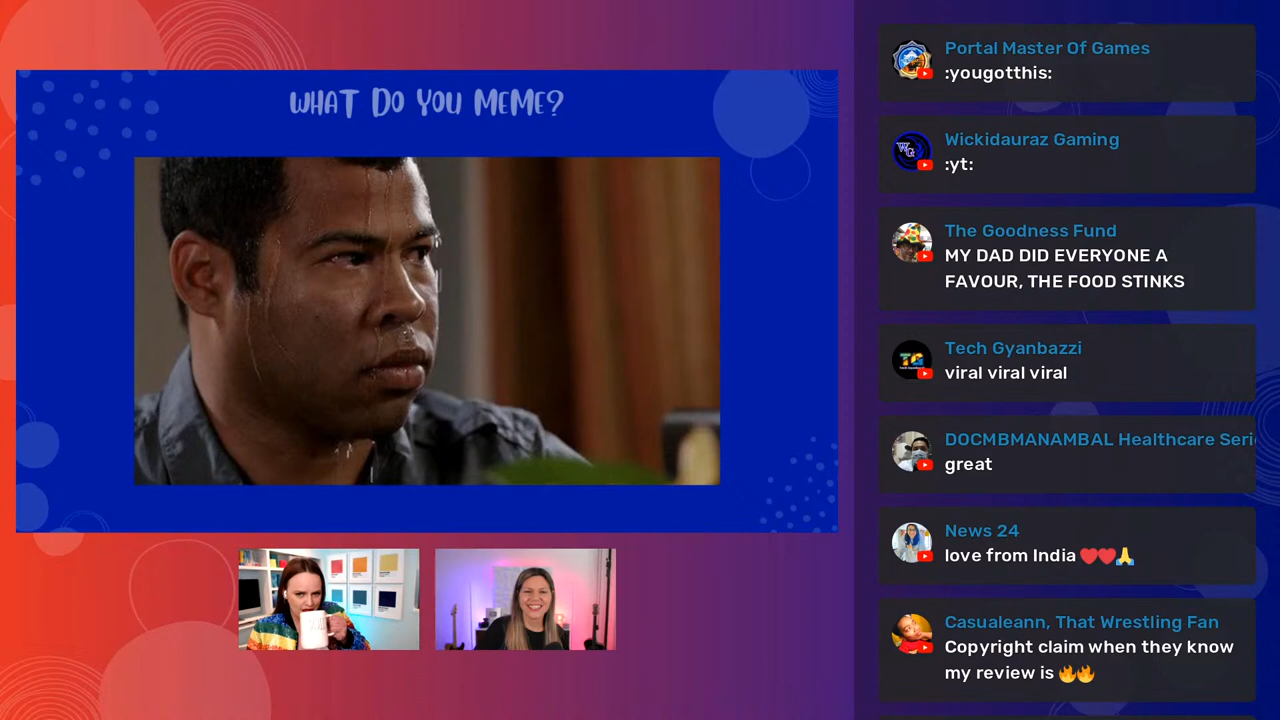 WHAT DO YOU MEME?
Portal Master Of Games
:yougotthis:
Wickidauraz Gaming
:yt:
The Goodness Fund
MY DAD DID EVERYONE A
FAVOUR, THE FOOD STINKS
Tech Gyanbazzi
viral viral viral
DOCMBMANAMBAL Healthcare Seri
great
News 24
love from India ❤️❤️🙏
Casualeann, That Wrestling Fan
Copyright claim when they know
my review is 🔥🔥